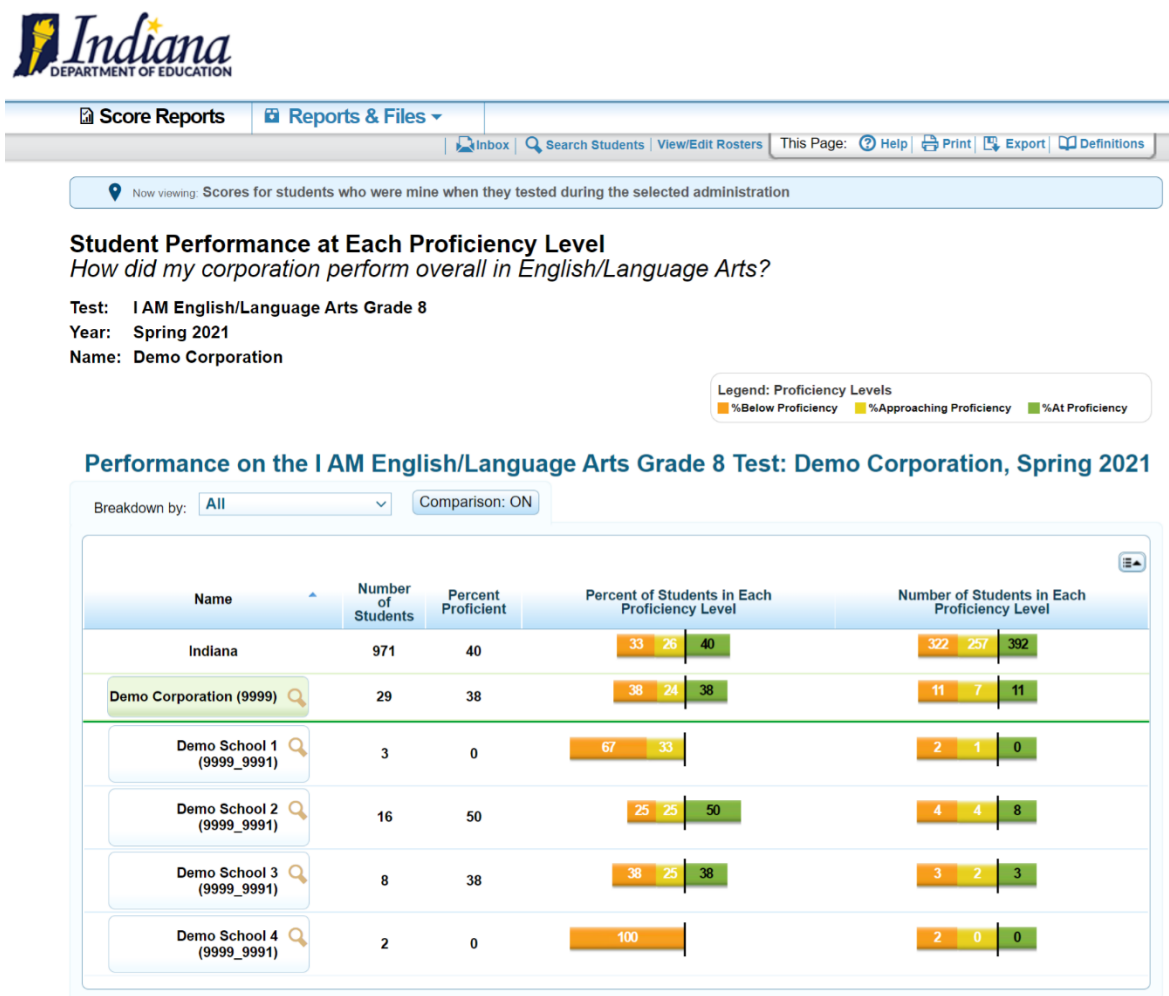 Indiana
DEPARTMENT OF EDUCATION
Score Reports
Reports & Files
Inbox Search Students View/Edit Rosters This Page: Help Print Export Definitions
Now viewing: Scores for students who were mine when they tested during the selected administration
Student Performance at Each Proficiency Level
How did my corporation perform overall in English/Language Arts?
Test: I AM English/Language Arts Grade 8
Year: Spring 2021
Name: Demo Corporation
Legend: Proficiency Levels
%Below Proficiency %Approaching Proficiency %At Proficiency
Performance on the I AM English/Language Arts Grade 8 Test: Demo Corporation, Spring 2021
Breakdown by: All Comparison: ON
Name
Number of Students
Percent Proficient
Percent of Students in Each Proficiency Level
Number of Students in Each Proficiency Level
Indiana 971 40 33 26 40 322 257 392
Demo Corporation (9999) 29 38 38 24 38 11 7 11
Demo School 1 (9999_9991) 3 0 67 33 2 1 0
Demo School 2 (9999_9991) 16 50 25 25 50 4 4 8
Demo School 3 (9999_9991) 8 38 38 25 38 3 2 3
Demo School 4 (9999_9991) 2 0 100 2 0 0